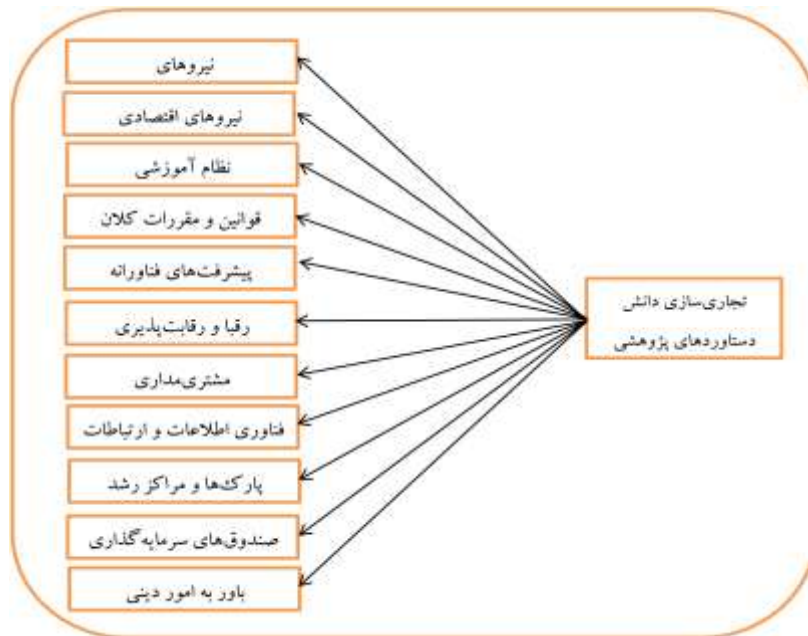 نیروهای
نیروهای اقتصادی
نظام آموزشی
قوانین و مقررات کلان
پیشرفت‌های فناورانه
رقبا و رقابت‌پذیری
مشتری‌مداری
فناوری اطلاعات و ارتباطات
پارک‌ها و مراکز رشد
صندوق‌های سرمایه‌گذاری
باور به امور دینی
تجاری‌سازی دانش
دستاوردهای پژوهشی